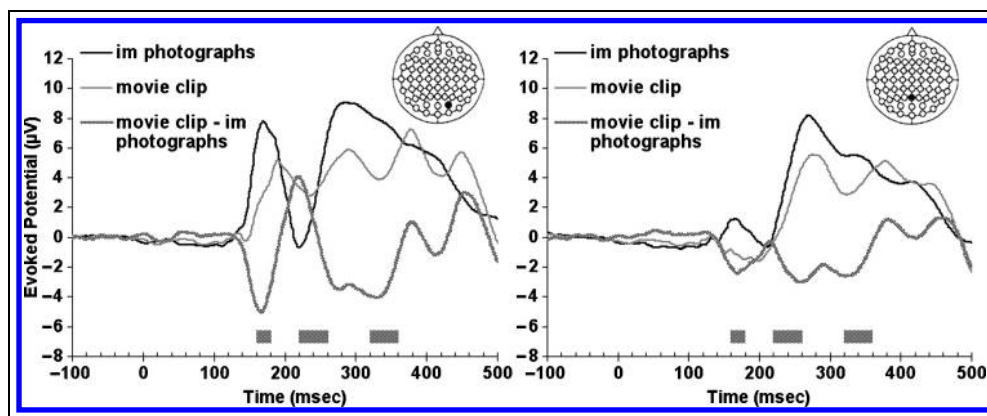 im photographs
movie clip
movie clip - im
photographs
12
10
8
6
4
2
0
−2
−4
−6
−8
Evoked Potential (µV)
−100 0 100 200 300 400 500
Time (msec)
im photographs
movie clip
movie clip - im
photographs
12
10
8
6
4
2
0
−2
−4
−6
−8
−100 0 100 200 300 400 500
Time (msec)